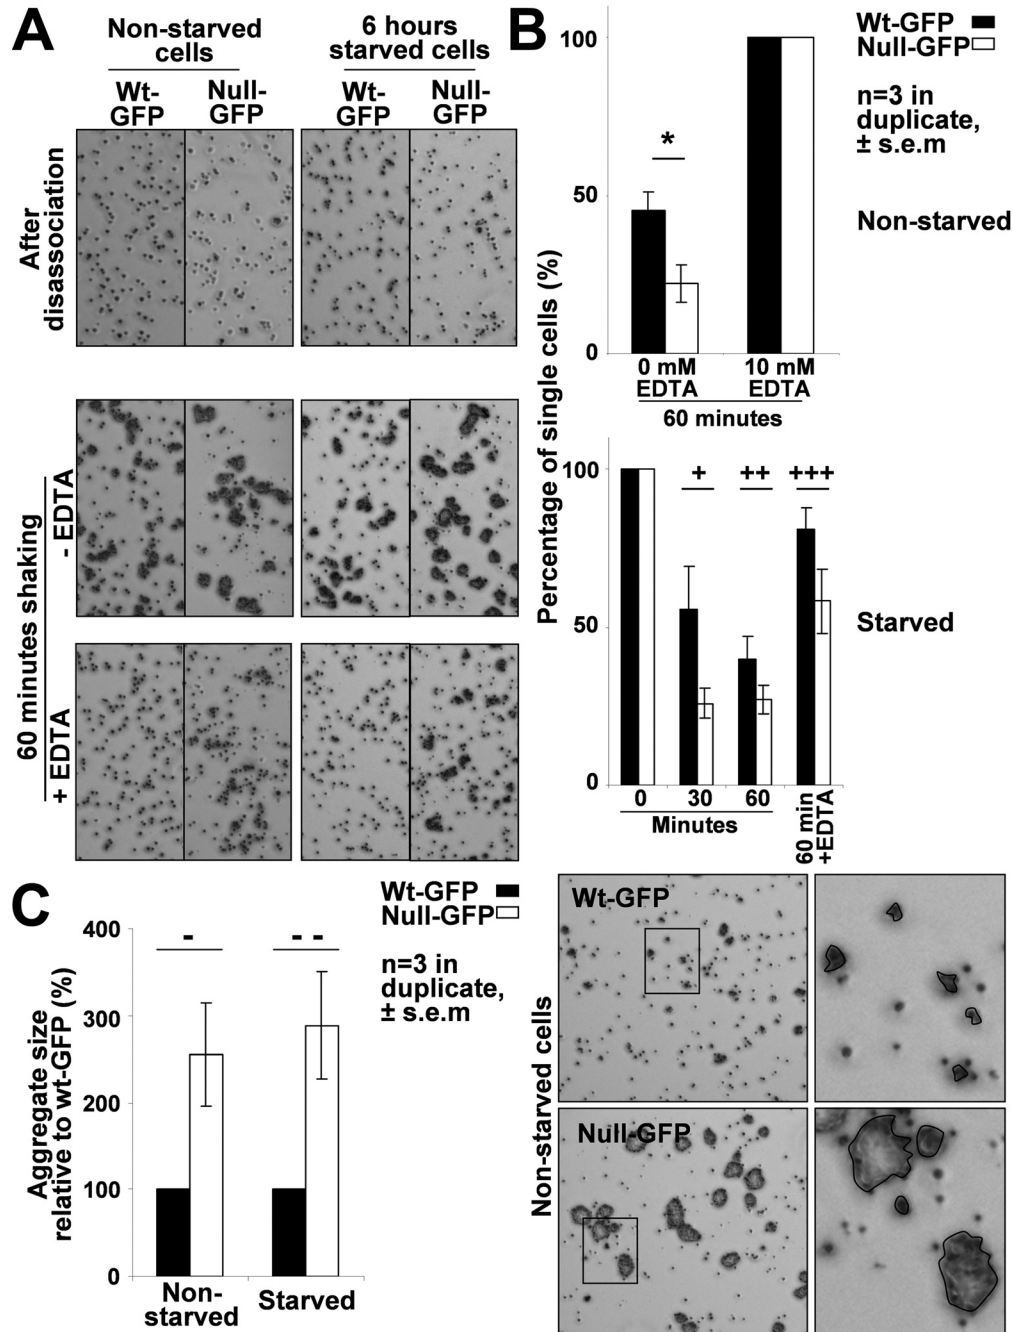 A
Non-starved
cells
6 hours
starved cells
Wt-
GFP
Null-
GFP
Wt-
GFP
Null-
GFP
After
disassociation
60 minutes shaking
- EDTA
+ EDTA
B
Wt-GFP
Null-GFP
n=3 in
duplicate,
± s.e.m
Non-starved
Percentage of single cells (%)
100
50
0
*
0 mM
EDTA
10 mM
EDTA
60 minutes
100
50
0
+
++
+++
Starved
0
30
60
Minutes
60 min
+EDTA
C
Wt-GFP
Null-GFP
n=3 in
duplicate,
± s.e.m
Aggregate size
relative to wt-GFP (%)
400
300
200
100
0
-
- -
Non-
starved
Starved
Non-starved cells
Wt-GFP
Null-GFP